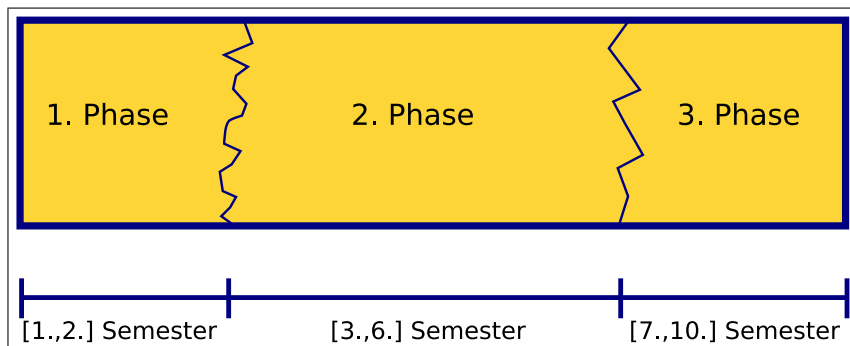 1. Phase
2. Phase
3. Phase
[1.,2.] Semester
[3.,6.] Semester
[7.,10.] Semester